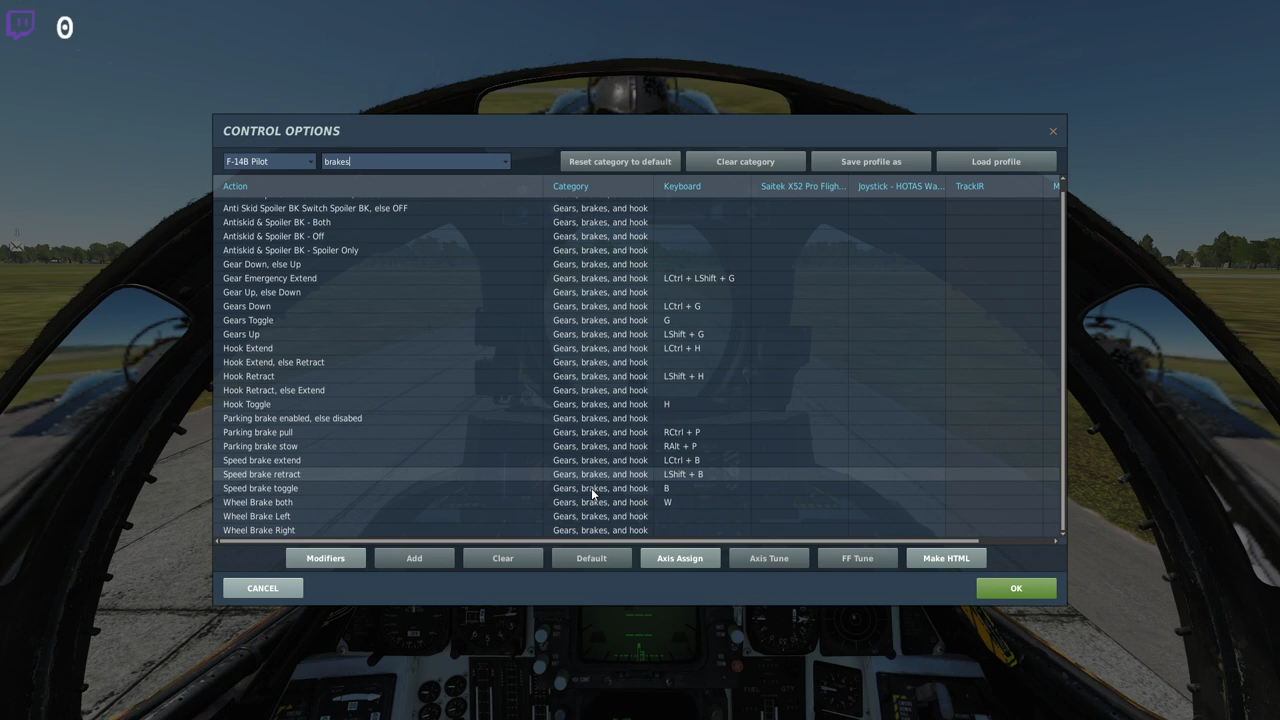 0
CONTROL OPTIONS
F-14B Pilot brakes Reset category to default Clear category Save profile as Load profile
Action Category Keyboard Saitek X52 Pro Fligh... Joystick - HOTAS Wa... TrackIR M
Anti Skid Spoiler BK Switch Spoiler BK, else OFF Gears, brakes, and hook
Antiskid & Spoiler BK - Both Gears, brakes, and hook
Antiskid & Spoiler BK - Off Gears, brakes, and hook
Antiskid & Spoiler BK - Spoiler Only Gears, brakes, and hook
Gear Down, else Up Gears, brakes, and hook
Gear Emergency Extend Gears, brakes, and hook LCtrl + LShift + G
Gear Up, else Down Gears, brakes, and hook
Gears Down Gears, brakes, and hook LCtrl + G
Gears Toggle Gears, brakes, and hook G
Gears Up Gears, brakes, and hook LShift + G
Hook Extend Gears, brakes, and hook LCtrl + H
Hook Extend, else Retract Gears, brakes, and hook
Hook Retract Gears, brakes, and hook LShift + H
Hook Retract, else Extend Gears, brakes, and hook
Hook Toggle Gears, brakes, and hook H
Parking brake enabled, else disabed Gears, brakes, and hook
Parking brake pull Gears, brakes, and hook RCtrl + P
Parking brake stow Gears, brakes, and hook RAlt + P
Speed brake extend Gears, brakes, and hook LCtrl + B
Speed brake retract Gears, brakes, and hook LShift + B
Speed brake toggle Gears, brakes, and hook B
Wheel Brake both Gears, brakes, and hook W
Wheel Brake Left Gears, brakes, and hook
Wheel Brake Right Gears, brakes, and hook
Modifiers Add Clear Default Axis Assign Axis Tune FF Tune Make HTML
CANCEL OK